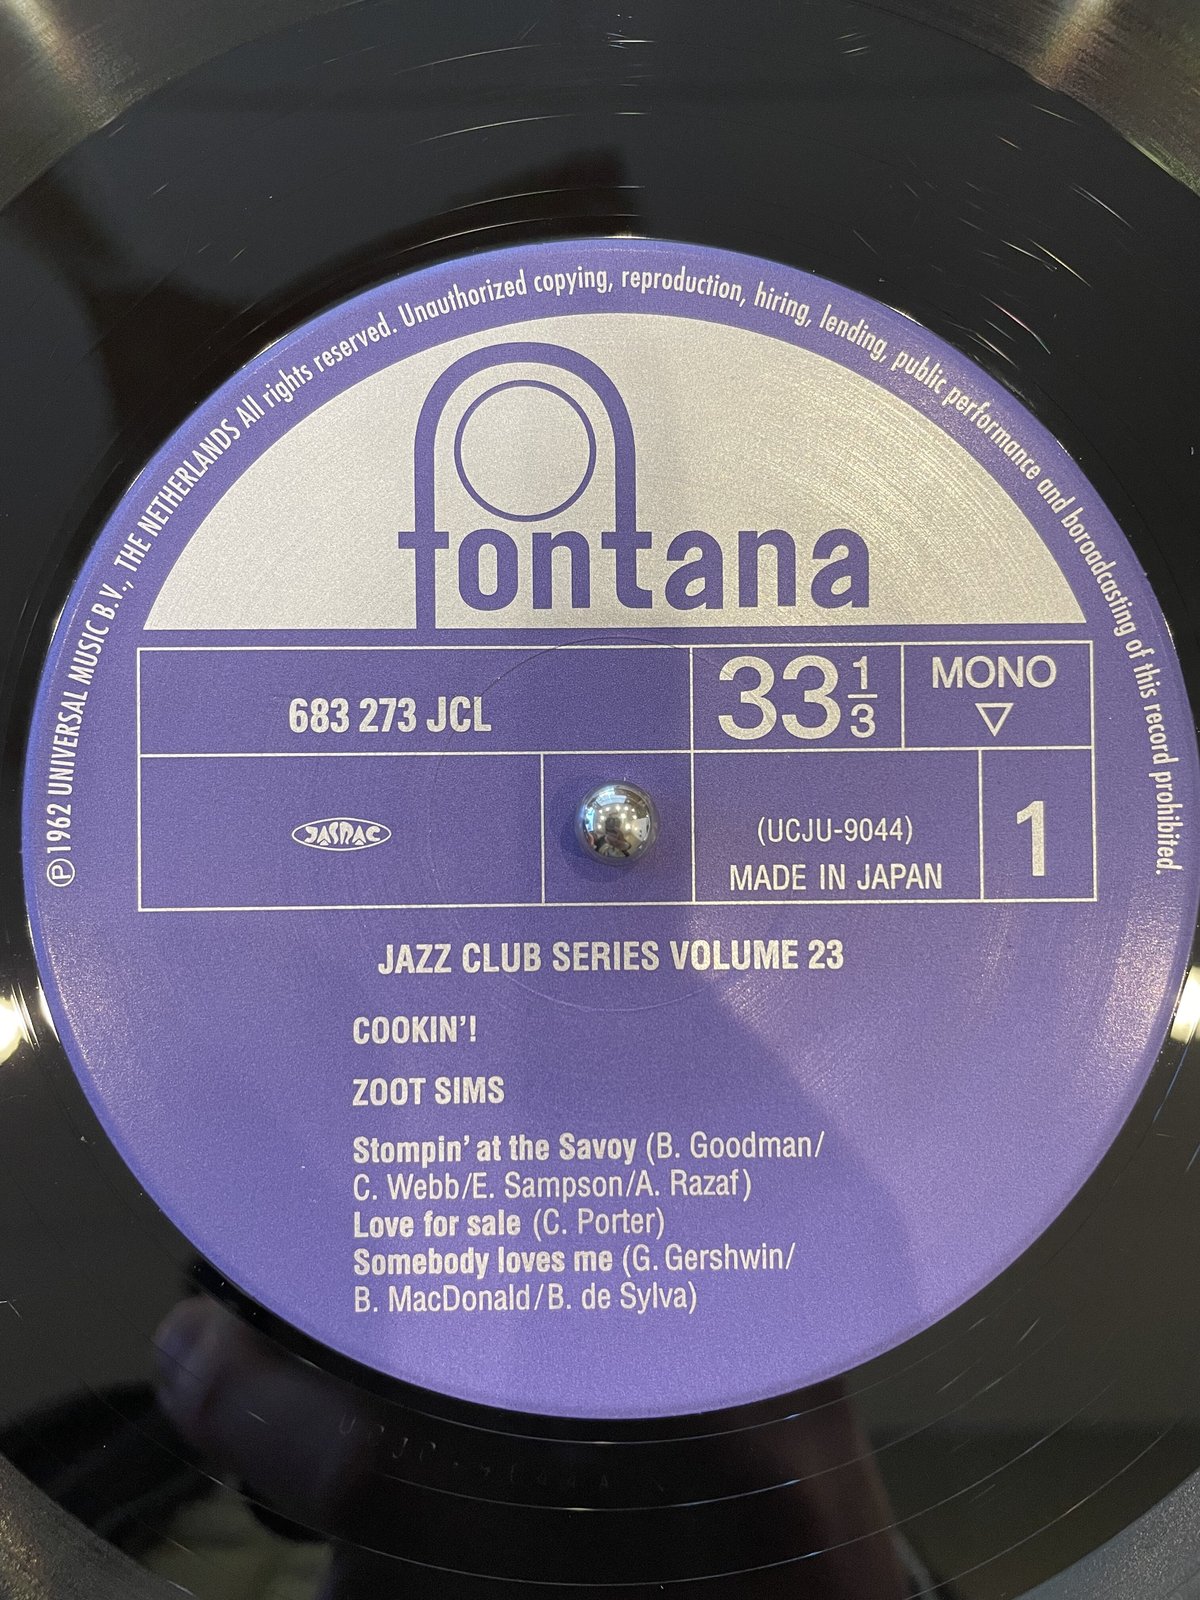 Ⓟ1962 UNIVERSAL MUSIC B.V., THE NETHERLANDS All rights reserved. Unauthorized copying, reproduction, hiring, lending, public performance and boroadcasting of this record prohibited.
fontana
683 273 JCL
33 1/3
MONO
▽
JASRAC
(UCJU-9044)
MADE IN JAPAN
1
JAZZ CLUB SERIES VOLUME 23
COOKIN'!
ZOOT SIMS
Stompin' at the Savoy (B. Goodman/
C. Webb/E. Sampson/A. Razaf)
Love for sale (C. Porter)
Somebody loves me (G. Gershwin/
B. MacDonald/B. de Sylva)